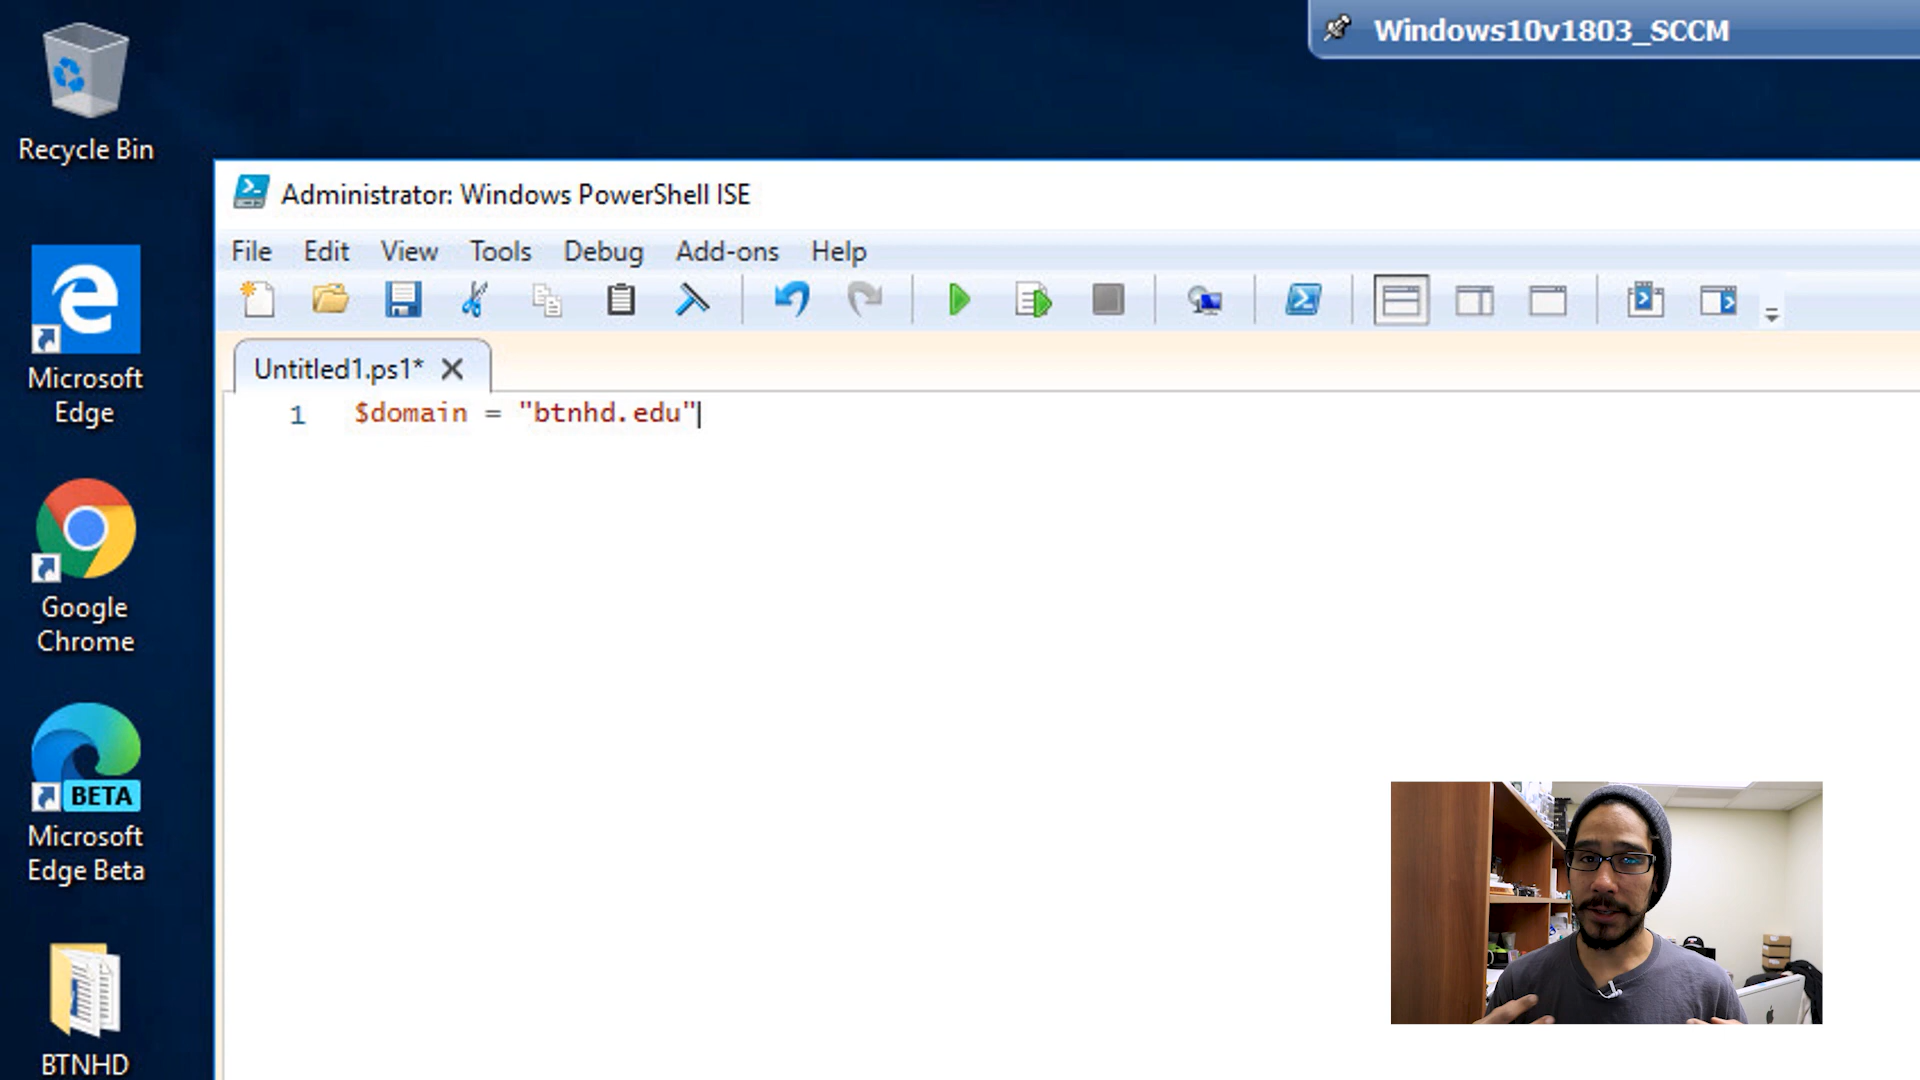 Windows10v1803_SCCM
Recycle Bin
Administrator: Windows PowerShell ISE
File Edit View Tools Debug Add-ons Help
Untitled1.ps1*
1 $domain = "btnhd.edu"
Microsoft
Edge
Google
Chrome
BETA
Microsoft
Edge Beta
BTNHD